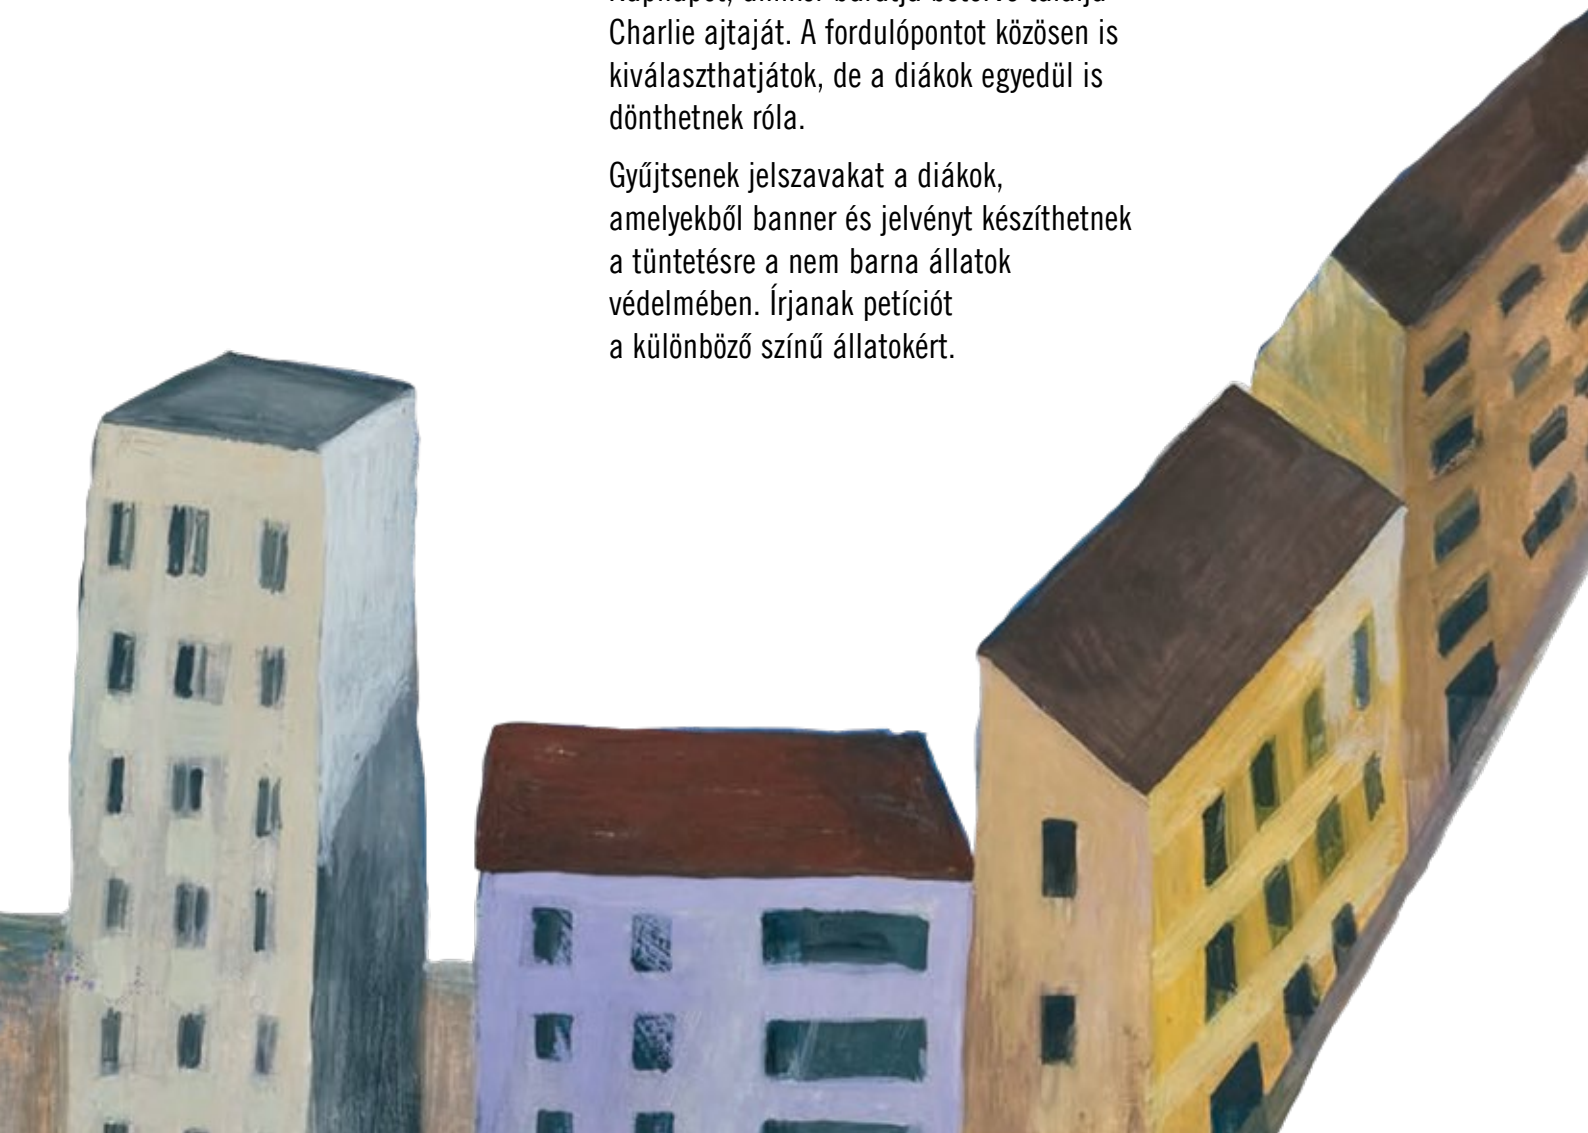 Charlie ajtaját. A fordulópontot közösen is
kiválaszthatjátok, de a diákok egyedül is
dönthetnek róla.
Gyűjtsenek jelszavakat a diákok,
amelyekből banner és jelvényt készíthetnek
a tüntetésre a nem barna állatok
védelmében. Írjanak petíciót
a különböző színű állatokért.